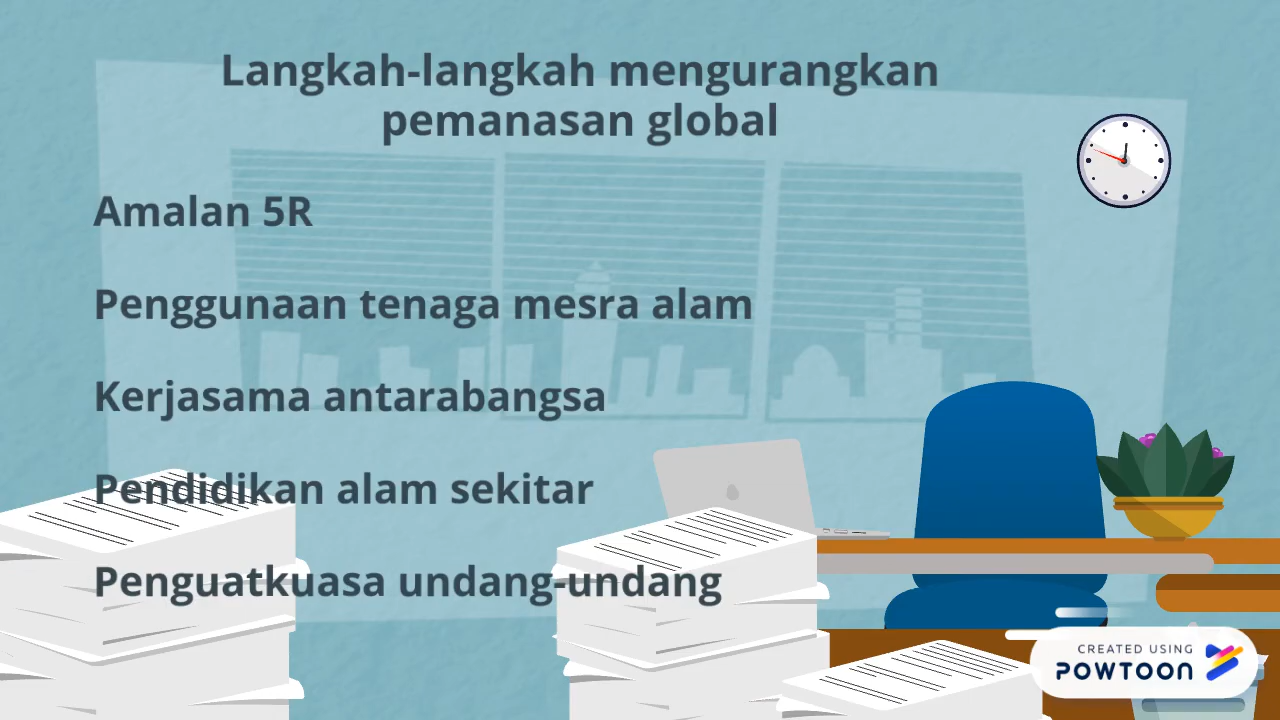 Langkah-langkah mengurangkan
pemanasan global
Amalan 5R
Penggunaan tenaga mesra alam
Kerjasama antarabangsa
Pendidikan alam sekitar
Penguatkuasa undang-undang
CREATED USING
POWTOON